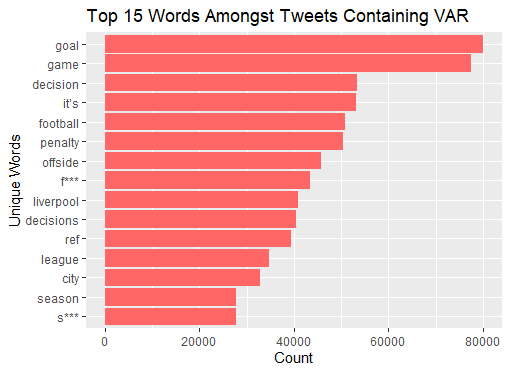 Top 15 Words Amongst Tweets Containing VAR
Unique Words
goal
game
decision
it's
football
penalty
offside
f***
liverpool
decisions
ref
league
city
season
s***
0 20000 40000 60000 80000
Count